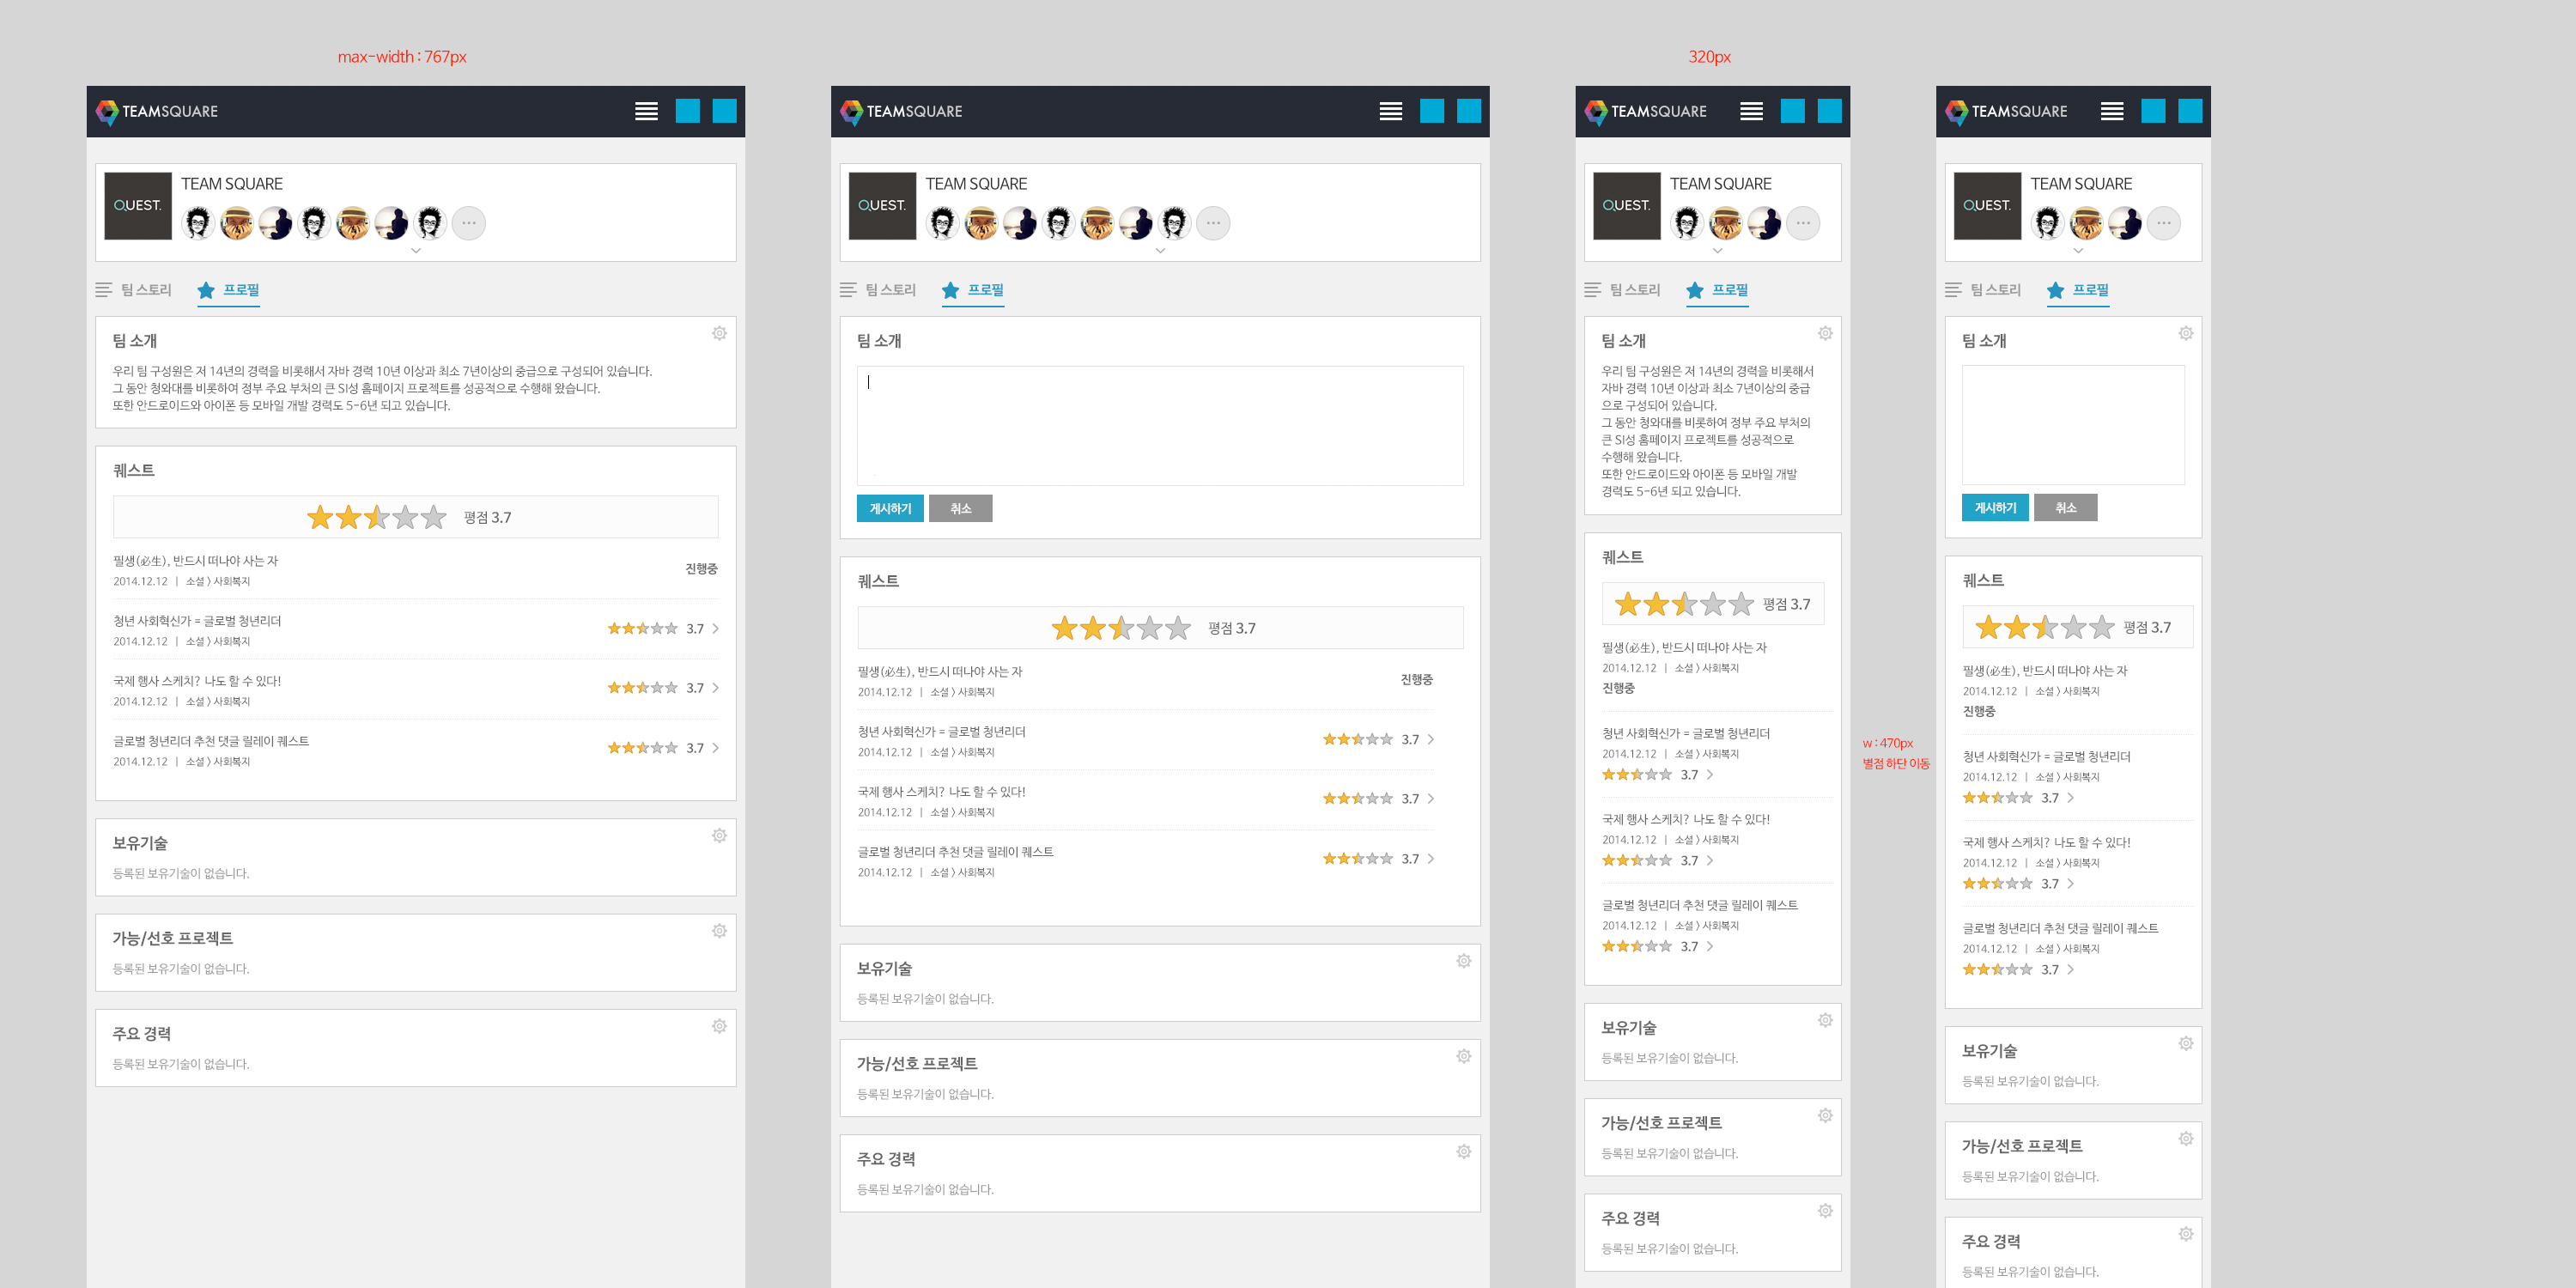 max-width : 767px
TEAMSQUARE
QUEST.
TEAM SQUARE
팀 스토리
프로필
팀 소개
우리 팀 구성원은 저 14년의 경력을 비롯해서 자바 경력 10년 이상과 최소 7년이상의 중급으로 구성되어 있습니다.
그 동안 청와대를 비롯하여 정부 주요 부처의 큰 SI성 홈페이지 프로젝트를 성공적으로 수행해 왔습니다.
또한 안드로이드와 아이폰 등 모바일 개발 경력도 5-6년 되고 있습니다.
퀘스트
평점 3.7
필생(必生), 반드시 떠나야 사는 자
2014.12.12 | 소셜 > 사회복지
진행중
청년 사회혁신가 = 글로벌 청년리더
2014.12.12 | 소셜 > 사회복지
3.7
국제 행사 스케치? 나도 할 수 있다!
2014.12.12 | 소셜 > 사회복지
3.7
글로벌 청년리더 추천 댓글 릴레이 퀘스트
2014.12.12 | 소셜 > 사회복지
3.7
보유기술
등록된 보유기술이 없습니다.
가능/선호 프로젝트
등록된 보유기술이 없습니다.
주요 경력
등록된 보유기술이 없습니다.
TEAMSQUARE
QUEST.
TEAM SQUARE
팀 스토리
프로필
팀 소개
게시하기
취소
퀘스트
평점 3.7
필생(必生), 반드시 떠나야 사는 자
2014.12.12 | 소셜 > 사회복지
진행중
청년 사회혁신가 = 글로벌 청년리더
2014.12.12 | 소셜 > 사회복지
3.7
국제 행사 스케치? 나도 할 수 있다!
2014.12.12 | 소셜 > 사회복지
3.7
글로벌 청년리더 추천 댓글 릴레이 퀘스트
2014.12.12 | 소셜 > 사회복지
3.7
보유기술
등록된 보유기술이 없습니다.
가능/선호 프로젝트
등록된 보유기술이 없습니다.
주요 경력
등록된 보유기술이 없습니다.
320px
TEAMSQUARE
QUEST.
TEAM SQUARE
팀 스토리
프로필
팀 소개
우리 팀 구성원은 저 14년의 경력을 비롯해서
자바 경력 10년 이상과 최소 7년이상의 중급
으로 구성되어 있습니다.
그 동안 청와대를 비롯하여 정부 주요 부처의
큰 SI성 홈페이지 프로젝트를 성공적으로
수행해 왔습니다.
또한 안드로이드와 아이폰 등 모바일 개발
경력도 5-6년 되고 있습니다.
퀘스트
평점 3.7
필생(必生), 반드시 떠나야 사는 자
2014.12.12 | 소셜 > 사회복지
진행중
청년 사회혁신가 = 글로벌 청년리더
2014.12.12 | 소셜 > 사회복지
3.7
국제 행사 스케치? 나도 할 수 있다!
2014.12.12 | 소셜 > 사회복지
3.7
글로벌 청년리더 추천 댓글 릴레이 퀘스트
2014.12.12 | 소셜 > 사회복지
3.7
보유기술
등록된 보유기술이 없습니다.
가능/선호 프로젝트
등록된 보유기술이 없습니다.
주요 경력
등록된 보유기술이 없습니다.
w : 470px
별점 하단 이동
TEAMSQUARE
QUEST.
TEAM SQUARE
팀 스토리
프로필
팀 소개
게시하기
취소
퀘스트
평점 3.7
필생(必生), 반드시 떠나야 사는 자
2014.12.12 | 소셜 > 사회복지
진행중
청년 사회혁신가 = 글로벌 청년리더
2014.12.12 | 소셜 > 사회복지
3.7
국제 행사 스케치? 나도 할 수 있다!
2014.12.12 | 소셜 > 사회복지
3.7
글로벌 청년리더 추천 댓글 릴레이 퀘스트
2014.12.12 | 소셜 > 사회복지
3.7
보유기술
등록된 보유기술이 없습니다.
가능/선호 프로젝트
등록된 보유기술이 없습니다.
주요 경력
등록된 보유기술이 없습니다.